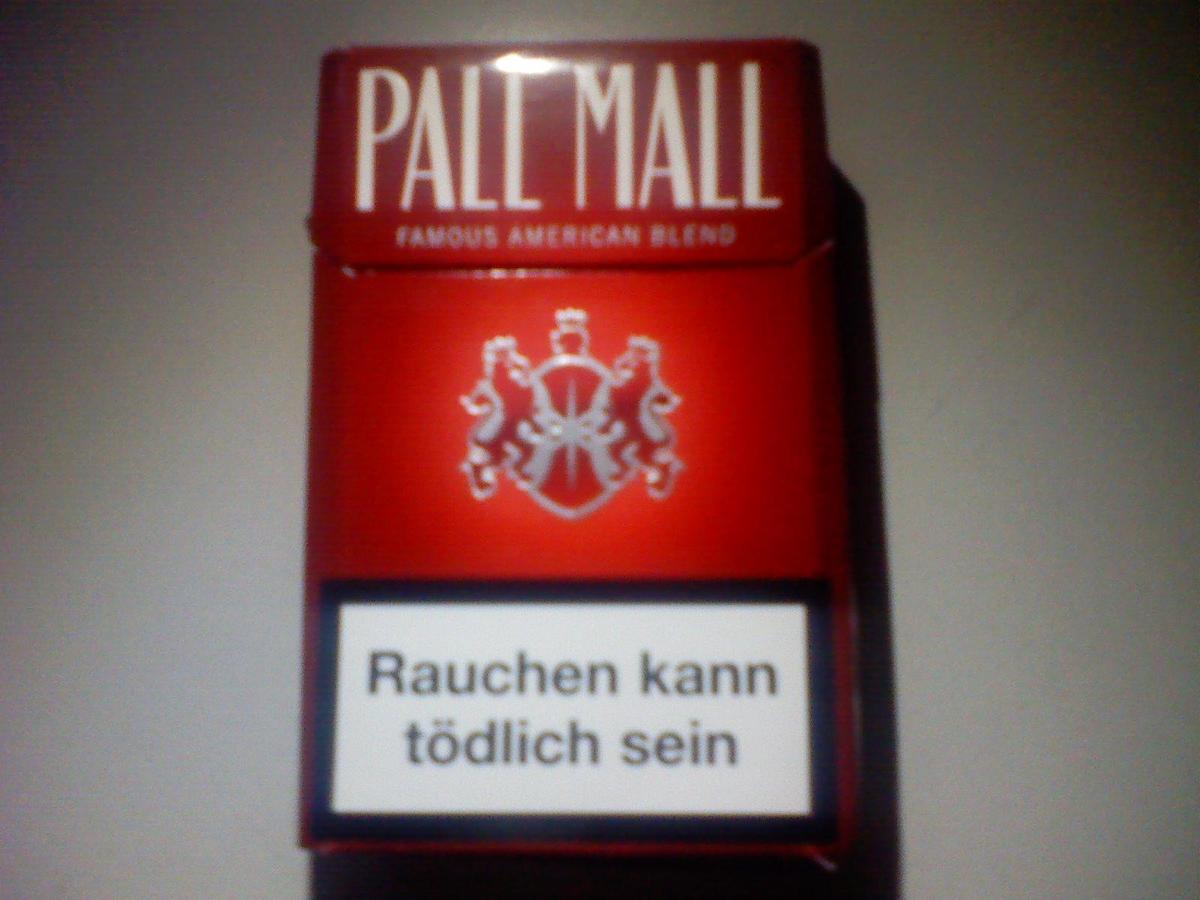 PALL MALL
FAMOUS AMERICAN BLEND
Rauchen kann
tödlich sein